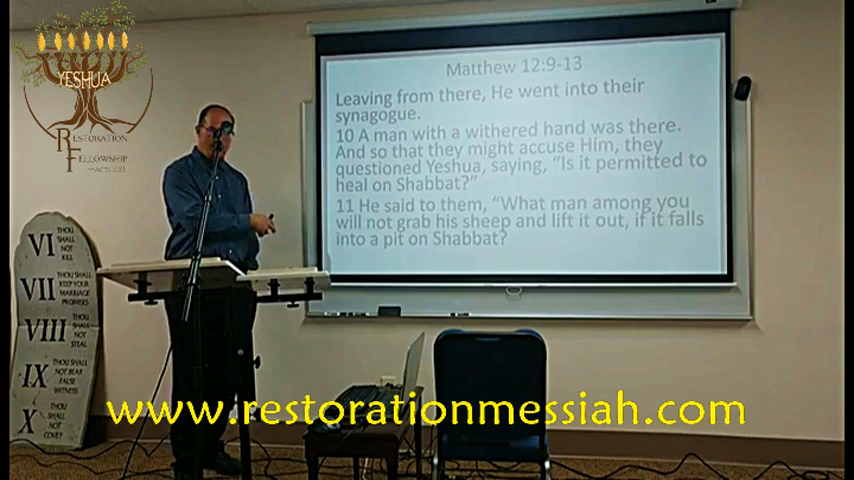 YESHUA
RESTORATION
FELLOWSHIP
Matthew 12:9-13
Leaving from there, He went into their
synagogue.
10 A man with a withered hand was there.
And so that they might accuse Him, they
questioned Yeshua, saying, “Is it permitted to
heal on Shabbat?”
11 He said to them, “What man among you
will not grab his sheep and lift it out, if it falls
into a pit on Shabbat?
VI THOU
SHALL
NOT
KILL
VII THOU SHALL
KEEP YOUR
MARRIAGE
PROMISES
VIII THOU
SHALL
NOT
STEAL
IX THOU SHALL
NOT BEAR
FALSE
WITNESS
X THOU
SHALL
NOT
COVET
www.restorationmessiah.com